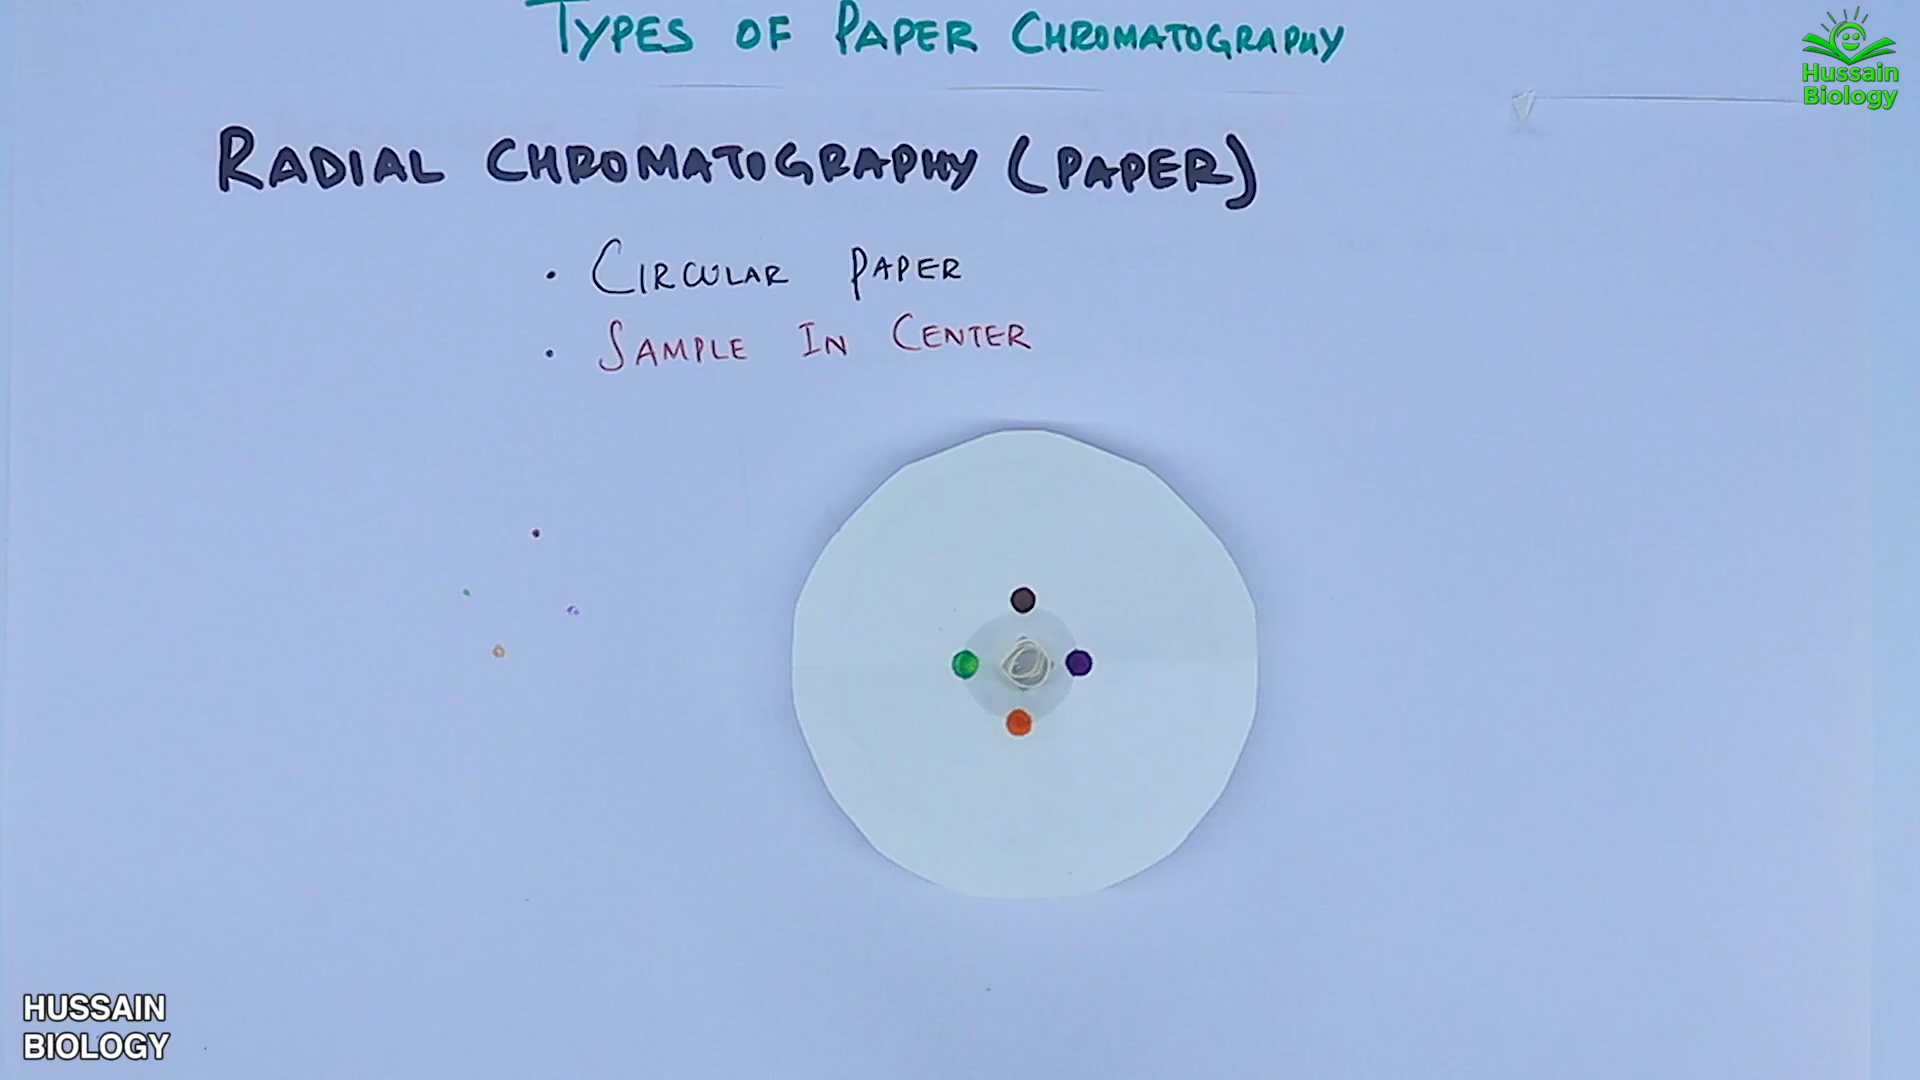 TYPES OF PAPER CHROMATOGRAPHY
Hussain
Biology
RADIAL CHROMATOGRAPHY (PAPER)
• CIRCULAR PAPER
• SAMPLE IN CENTER
HUSSAIN
BIOLOGY